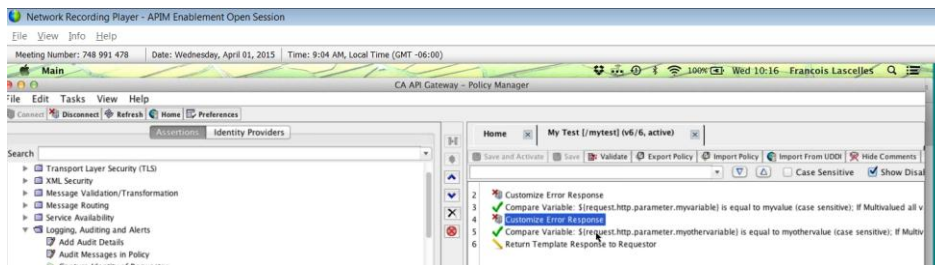 Network Recording Player - APIM Enablement Open Session
File View Info Help
Meeting Number: 748 991 478 Date: Wednesday, April 01, 2015 Time: 9:04 AM, Local Time (GMT -06:00)
Main 100% Wed 10:16 François Lascelles
CA API Gateway - Policy Manager
File Edit Tasks View Help
Connect Disconnect Refresh Home Preferences
Assertions Identity Providers
Home My Test [/mytest] (v6/6, active)
Search
Save and Activate Save Validate Export Policy Import Policy Import From UDDI Hide Comments
Case Sensitive Show Disal
Transport Layer Security (TLS)
XML Security
Message Validation/Transformation
Message Routing
Service Availability
Logging, Auditing and Alerts
Add Audit Details
Audit Messages in Policy
2 Customize Error Response
3 Compare Variable: ${request.http.parameter.myvariable} is equal to myvalue (case sensitive); If Multivalued all v
4 Customize Error Response
5 Compare Variable: ${request.http.parameter.myothervariable} is equal to myothervalue (case sensitive); If Multiv
6 Return Template Response to Requestor